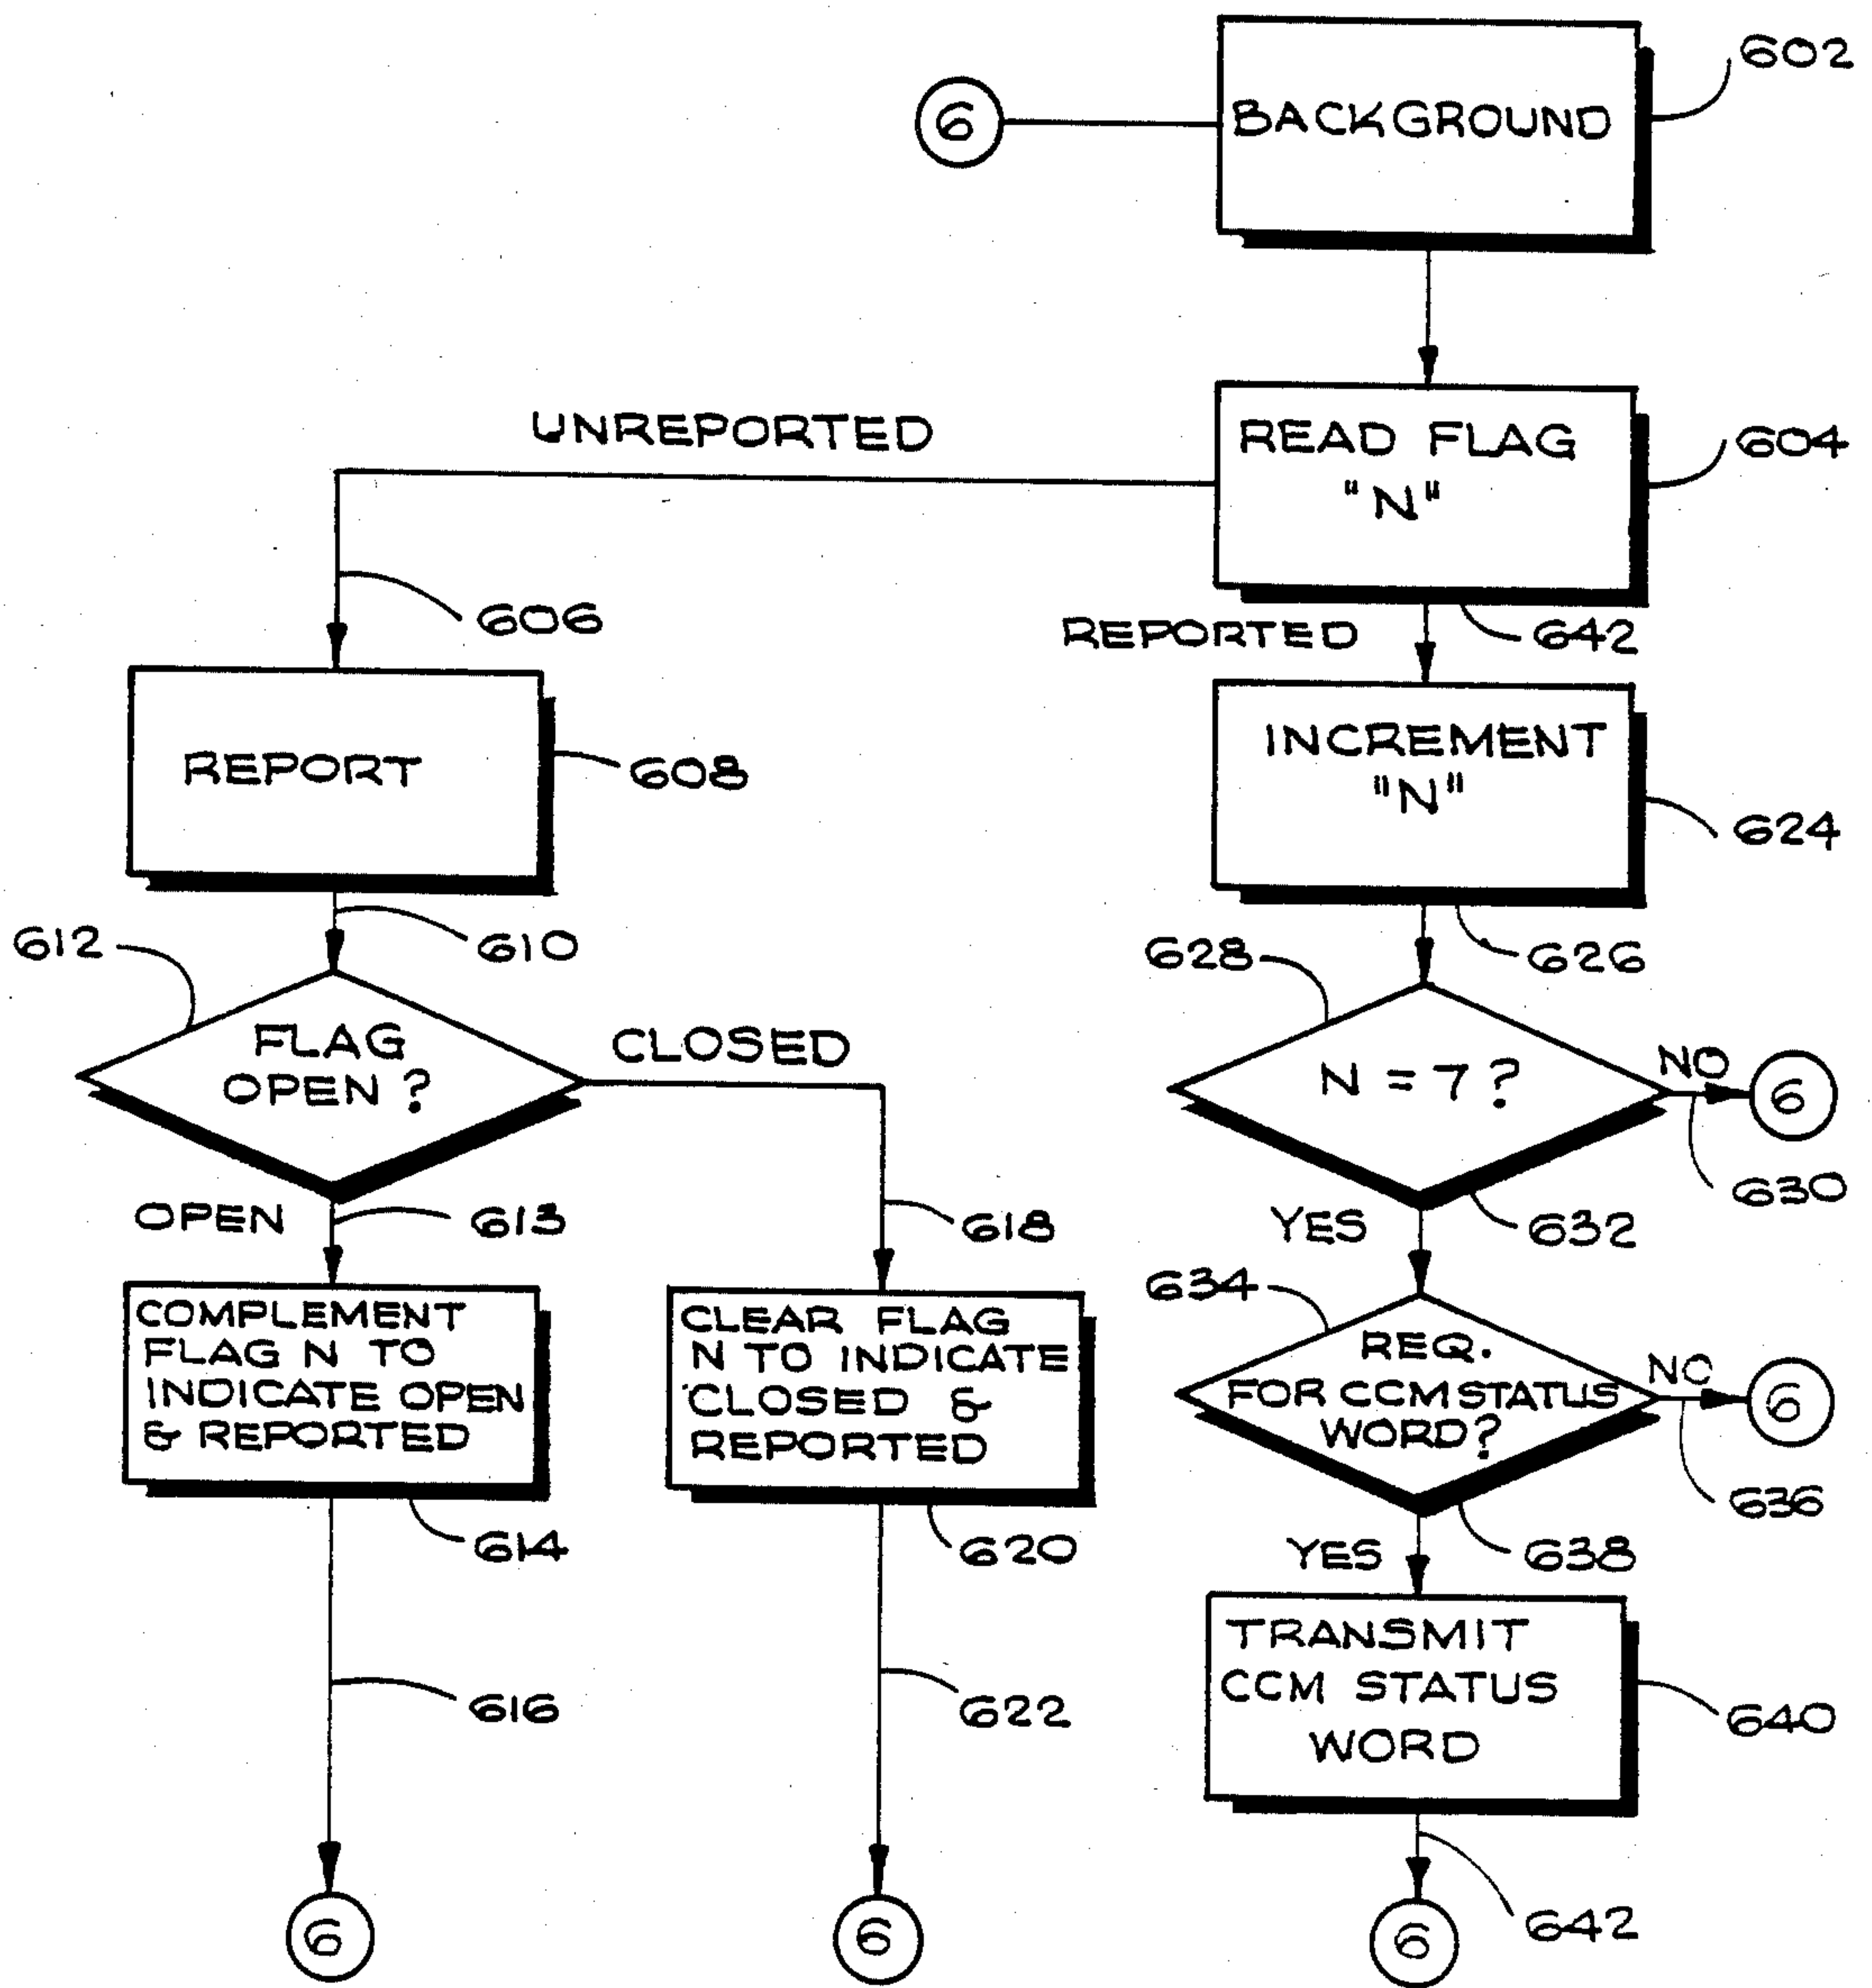 602
6
BACKGROUND
UNREPORTED
READ FLAG
"N"
604
606
REPORTED
642
REPORT
608
INCREMENT
"N"
624
612
610
628
626
FLAG
OPEN ?
CLOSED
N = 7 ?
NO
6
630
OPEN
613
618
YES
632
634
COMPLEMENT
FLAG N TO
INDICATE OPEN
& REPORTED
CLEAR FLAG
N TO INDICATE
CLOSED &
REPORTED
REQ.
FOR CCM STATUS
WORD?
NO
6
636
614
620
YES
638
TRANSMIT
CCM STATUS
WORD
640
616
622
642
6
6
6